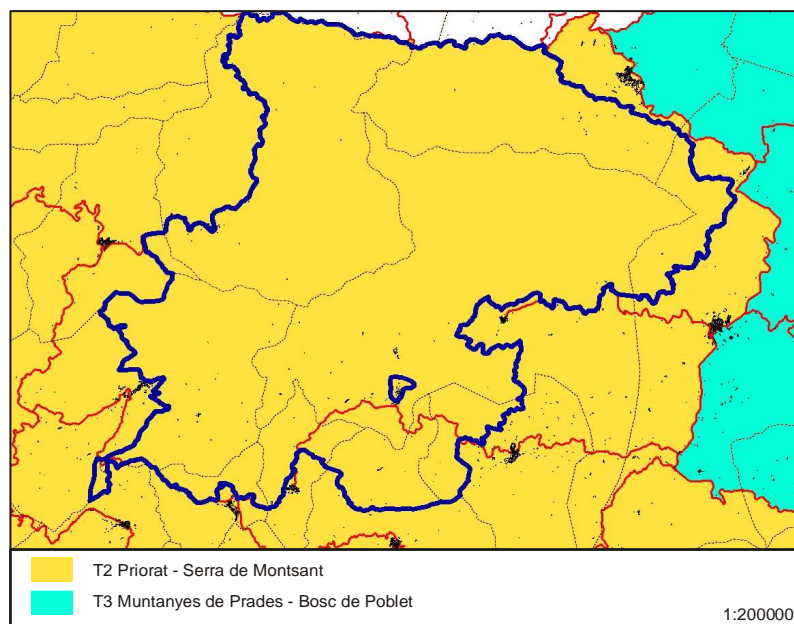 T2 Priorat - Serra de Montsant
T3 Muntanyes de Prades - Bosc de Poblet
1:200000